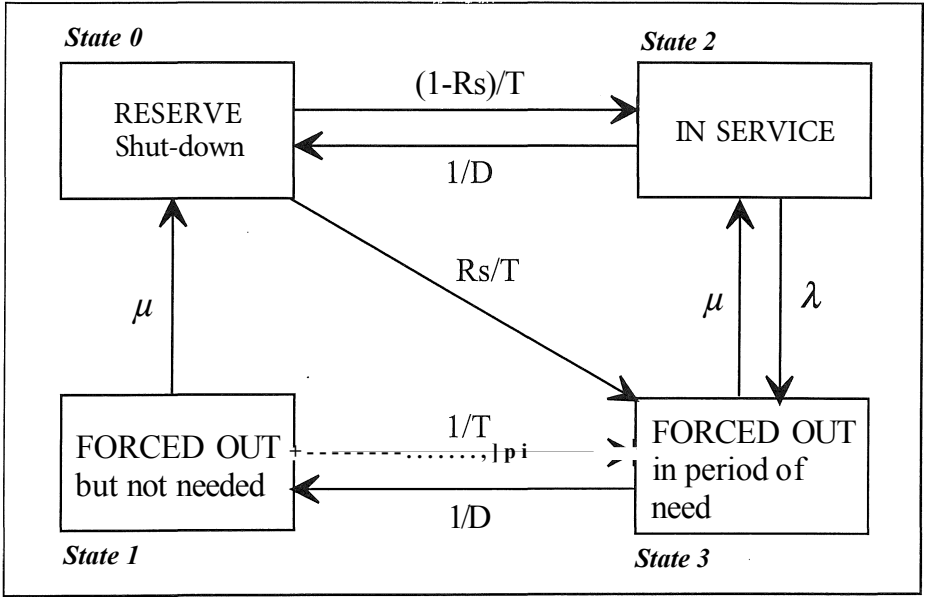 State 0
State 2
RESERVE
Shut-down
(1-Rs)/T
1/D
IN SERVICE
Rs/T
μ
μ
λ
FORCED OUT
but not needed
1/T
1/D
FORCED OUT
in period of
need
State 1
State 3